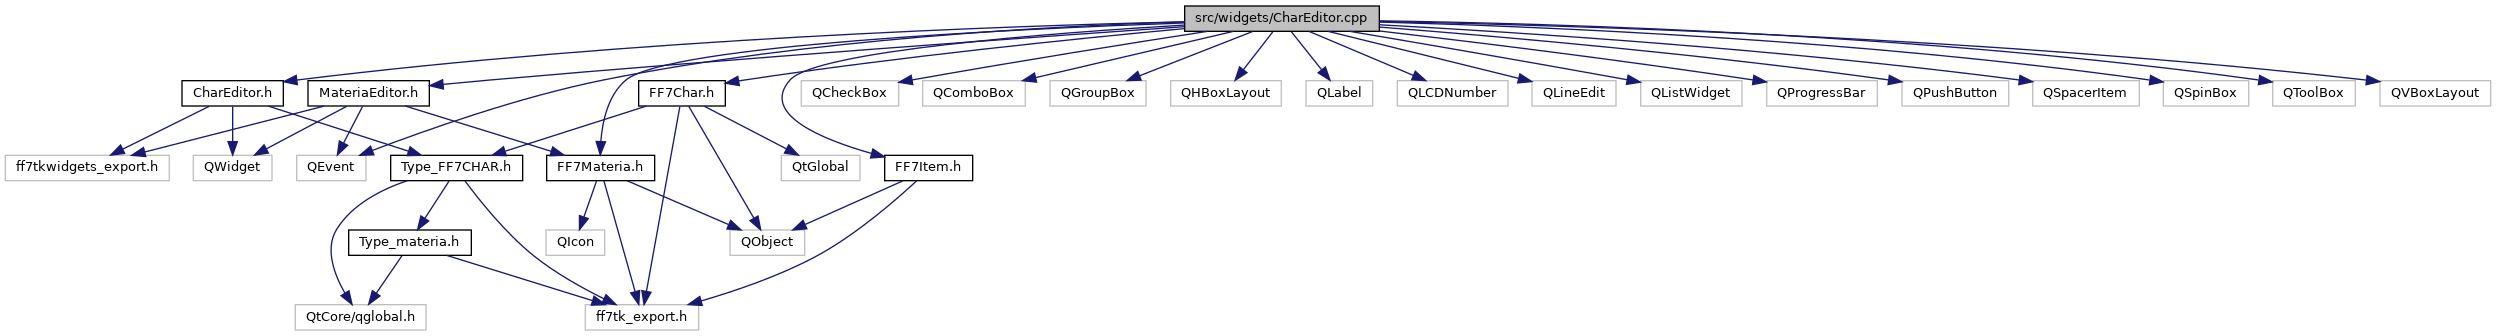 src/widgets/CharEditor.cpp
CharEditor.h
MateriaEditor.h
FF7Char.h
QCheckBox
QComboBox
QGroupBox
QHBoxLayout
QLabel
QLCDNumber
QLineEdit
QListWidget
QProgressBar
QPushButton
QSpacerItem
QSpinBox
QToolBox
QVBoxLayout
ff7tkwidgets_export.h
QWidget
QEvent
Type_FF7CHAR.h
FF7Materia.h
QtGlobal
FF7Item.h
Type_materia.h
QIcon
QObject
QtCore/qglobal.h
ff7tk_export.h